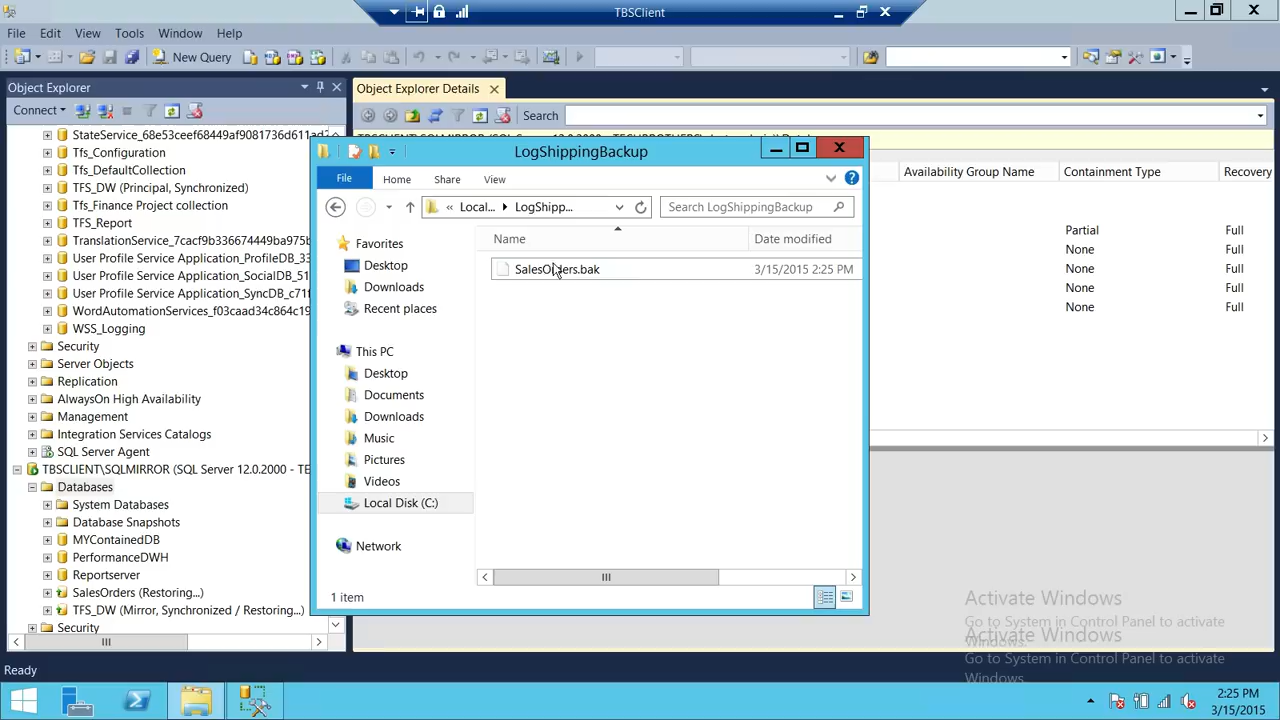 TBSClient
File Edit View Tools Window Help
New Query
Object Explorer
Object Explorer Details
Connect
Search
StateService_68e53ceef68449af9081736d611ad2
Tfs_Configuration
Tfs_DefaultCollection
TFS_DW (Principal, Synchronized)
Tfs_Finance Project collection
TFS_Report
TranslationService_7cacf9b336674449ba975b
User Profile Service Application_ProfileDB_33
User Profile Service Application_SocialDB_51
User Profile Service Application_SyncDB_c71f
WordAutomationServices_f03caad34c864c19
WSS_Logging
Security
Server Objects
Replication
AlwaysOn High Availability
Management
Integration Services Catalogs
SQL Server Agent
TBSCLIENT\SQLMIRROR (SQL Server 12.0.2000 - TE
Databases
System Databases
Database Snapshots
MYContainedDB
PerformanceDWH
Reportserver
SalesOrders (Restoring...)
TFS_DW (Mirror, Synchronized / Restoring...)
Security
Availability Group Name Containment Type Recovery
Partial Full
None Full
None Full
None Full
None Full
LogShippingBackup
File Home Share View
« Local... LogShipp... Search LogShippingBackup
Name Date modified
SalesOrders.bak 3/15/2015 2:25 PM
Favorites
Desktop
Downloads
Recent places
This PC
Desktop
Documents
Downloads
Music
Pictures
Videos
Local Disk (C:)
Network
1 item
Activate Windows
Go to System in Control Panel to activate
Windows.
Activate Windows
Go to System in Control Panel to activate
Windows.
Ready
2:25 PM
3/15/2015